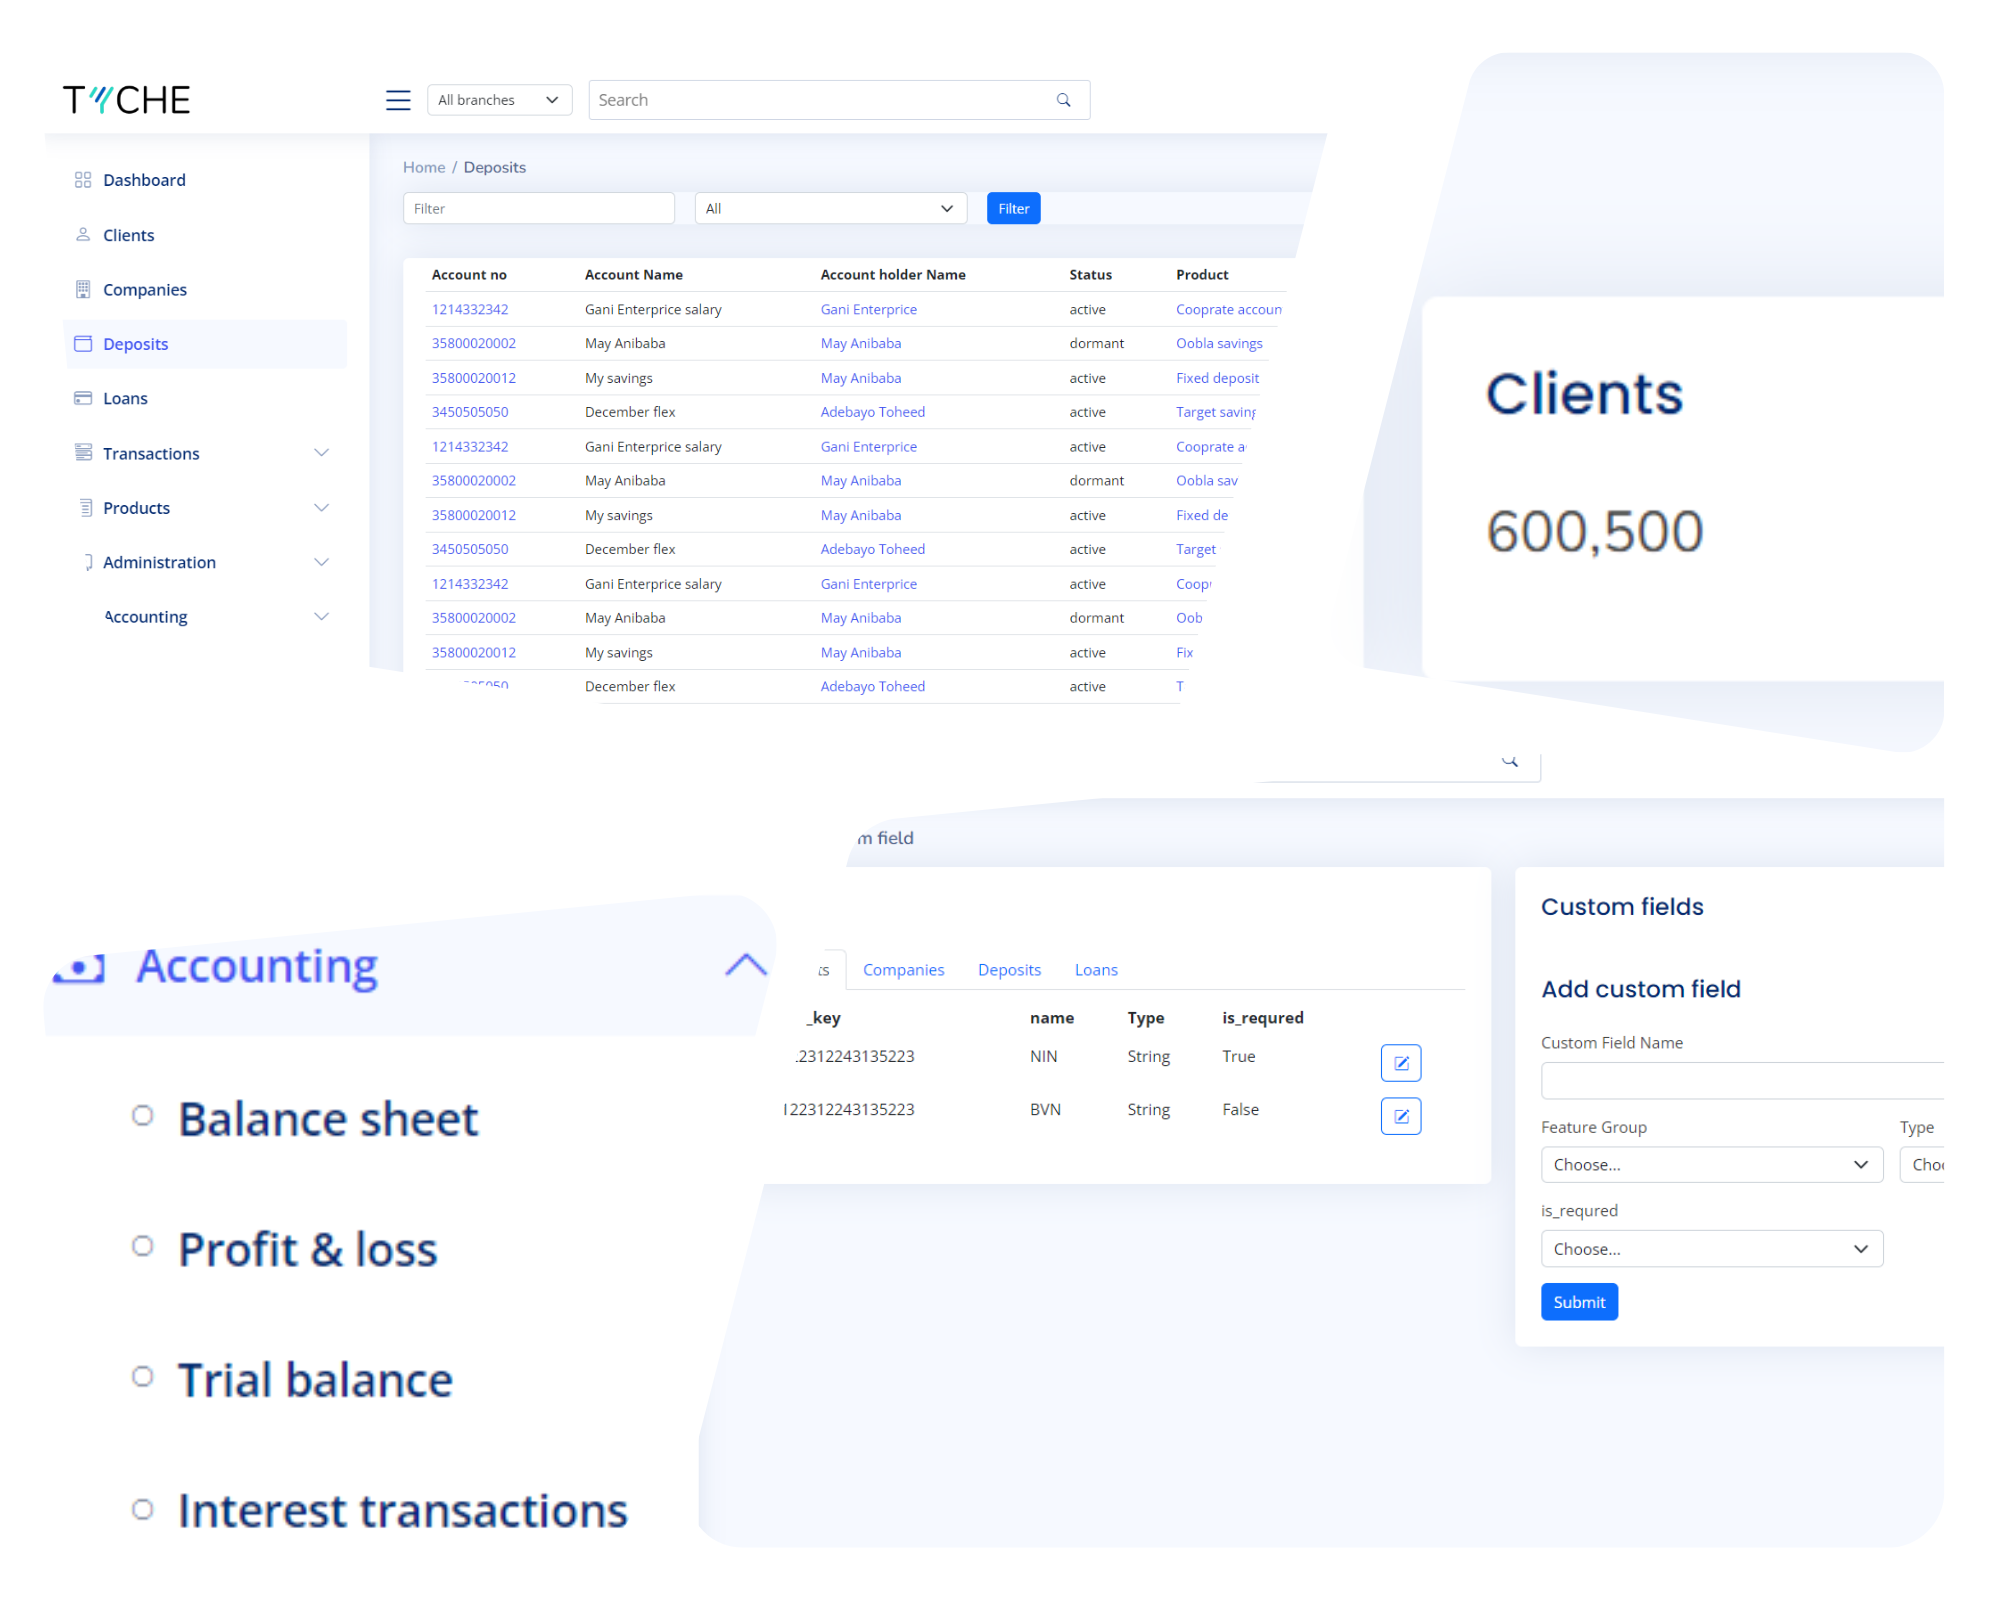 TYCHE
All branches
Search
Dashboard
Clients
Companies
Deposits
Loans
Transactions
Products
Administration
Accounting
Home / Deposits
Filter All Filter
Account no Account Name Account holder Name Status Product
1214332342 Gani Enterprice salary Gani Enterprice active Cooprate accoun
35800020002 May Anibaba May Anibaba dormant Oobla savings
35800020012 My savings May Anibaba active Fixed deposit
3450505050 December flex Adebayo Toheed active Target saving
1214332342 Gani Enterprice salary Gani Enterprice active Cooprate a
35800020002 May Anibaba May Anibaba dormant Oobla sav
35800020012 My savings May Anibaba active Fixed de
3450505050 December flex Adebayo Toheed active Target
1214332342 Gani Enterprice salary Gani Enterprice active Coop
35800020002 May Anibaba May Anibaba dormant Oob
35800020012 My savings May Anibaba active Fix
December flex Adebayo Toheed active T
Clients
600,500
Accounting
Balance sheet
Profit & loss
Trial balance
Interest transactions
m field
ts Companies Deposits Loans
_key name Type is_requred
22312243135223 NIN String True
122312243135223 BVN String False
Custom fields
Add custom field
Custom Field Name
Feature Group Type
Choose... Choo
is_requred
Choose...
Submit